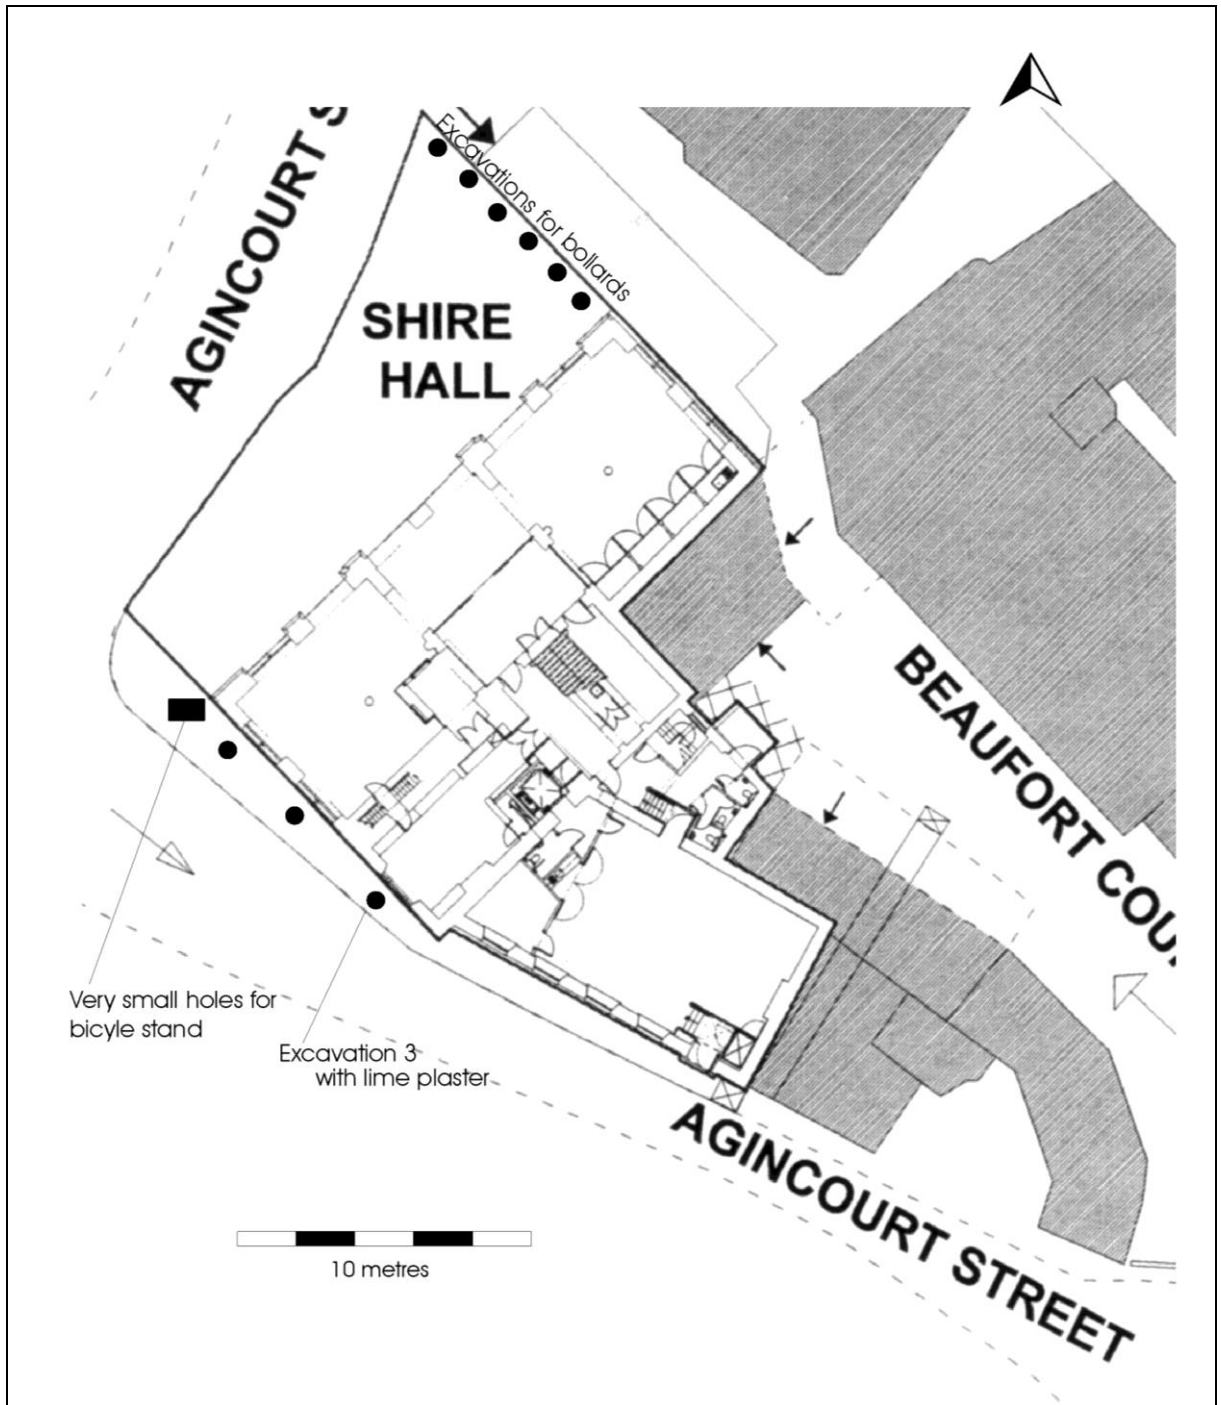 AGINCOURT S
Excavations for bollards
SHIRE
HALL
BEAUFORT COU
Very small holes for
bicyle stand
Excavation 3
with lime plaster
AGINCOURT STREET
10 metres